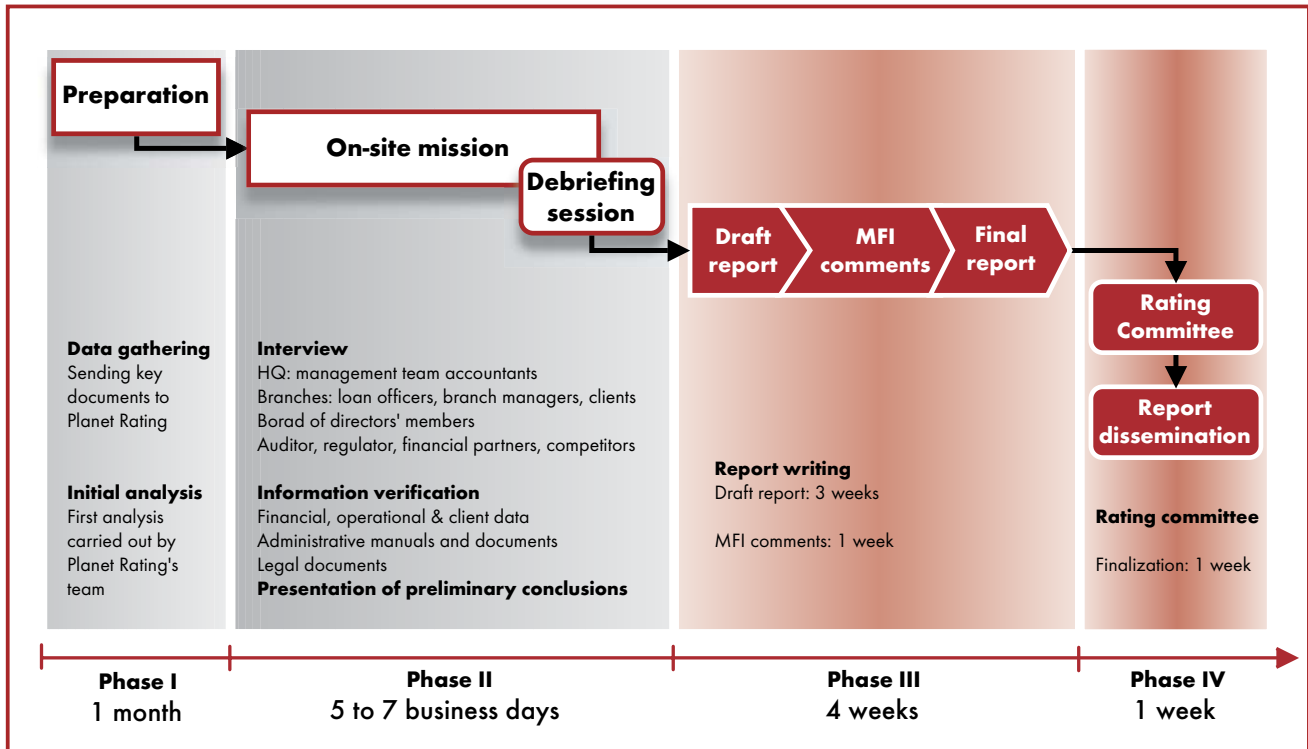 Preparation
On-site mission
Debriefing
session
Draft
report
MFI
comments
Final
report
Rating
Committee
Report
dissemination
Data gathering
Sending key
documents to
Planet Rating
Initial analysis
First analysis
carried out by
Planet Rating's
team
Interview
HQ: management team accountants
Branches: loan officers, branch managers, clients
Borad of directors' members
Auditor, regulator, financial partners, competitors
Information verification
Financial, operational & client data
Administrative manuals and documents
Legal documents
Presentation of preliminary conclusions
Report writing
Draft report: 3 weeks
MFI comments: 1 week
Rating committee
Finalization: 1 week
Phase I
1 month
Phase II
5 to 7 business days
Phase III
4 weeks
Phase IV
1 week